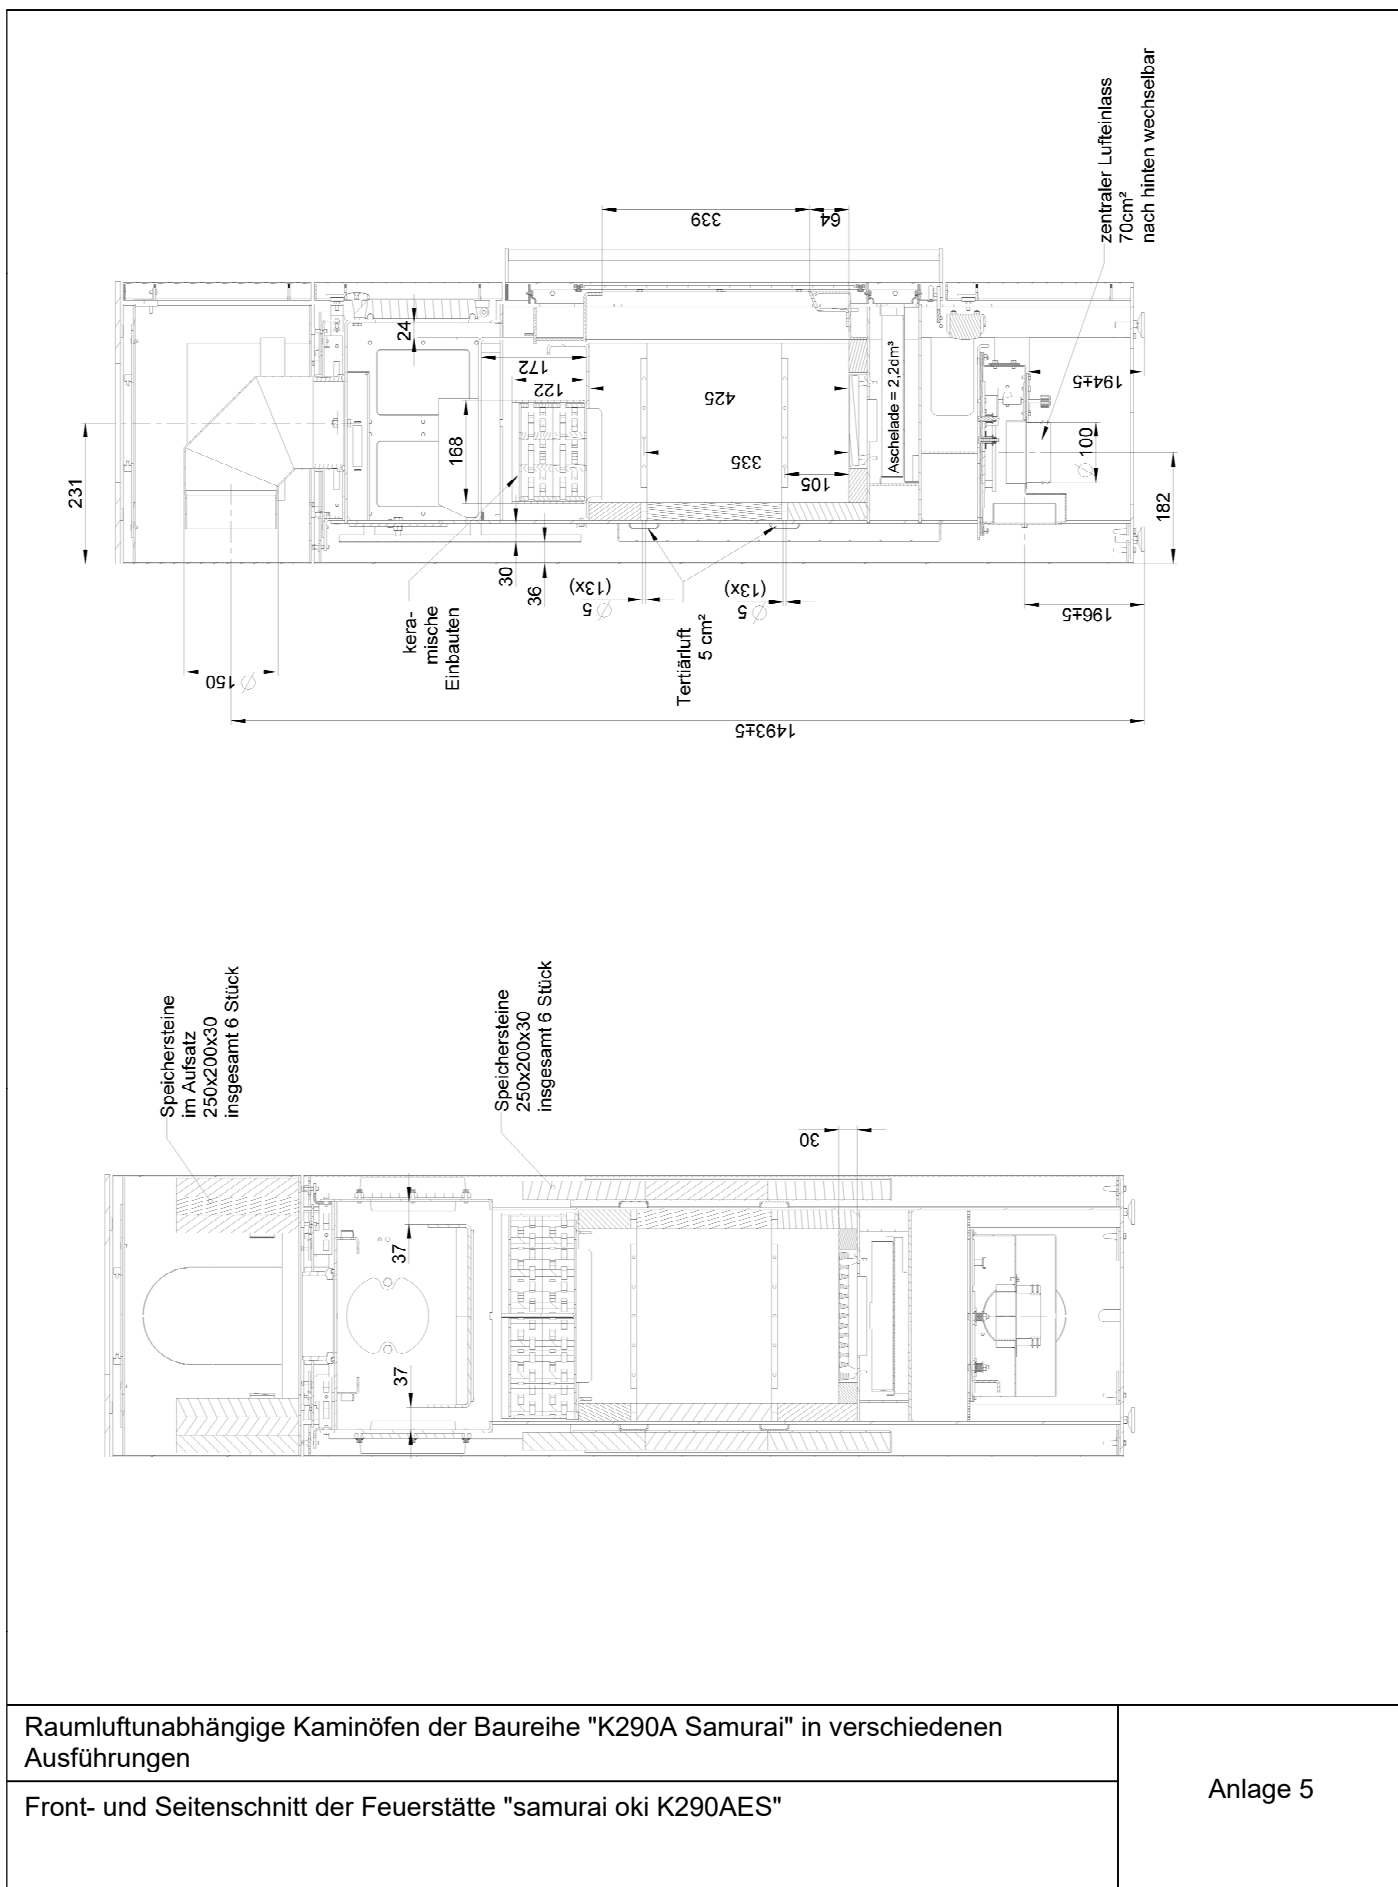 zentraler Lufteinlass
70cm²
nach hinten wechselbar
339
64
24
172
122
168
425
335
105
Aschelade = 2,2dm³
194±5
∅ 100
182
231
30
36
kera-
mische
Einbauten
∅ 5
(13x)
∅ 5
(13x)
Tertiärluft
5 cm²
196±5
∅ 150
1493±5
Speichersteine
im Aufsatz
250x200x30
insgesamt 6 Stück
Speichersteine
250x200x30
insgesamt 6 Stück
30
37
37
Raumluftunabhängige Kaminöfen der Baureihe "K290A Samurai" in verschiedenen
Ausführungen
Front- und Seitenschnitt der Feuerstätte "samurai oki K290AES"
Anlage 5